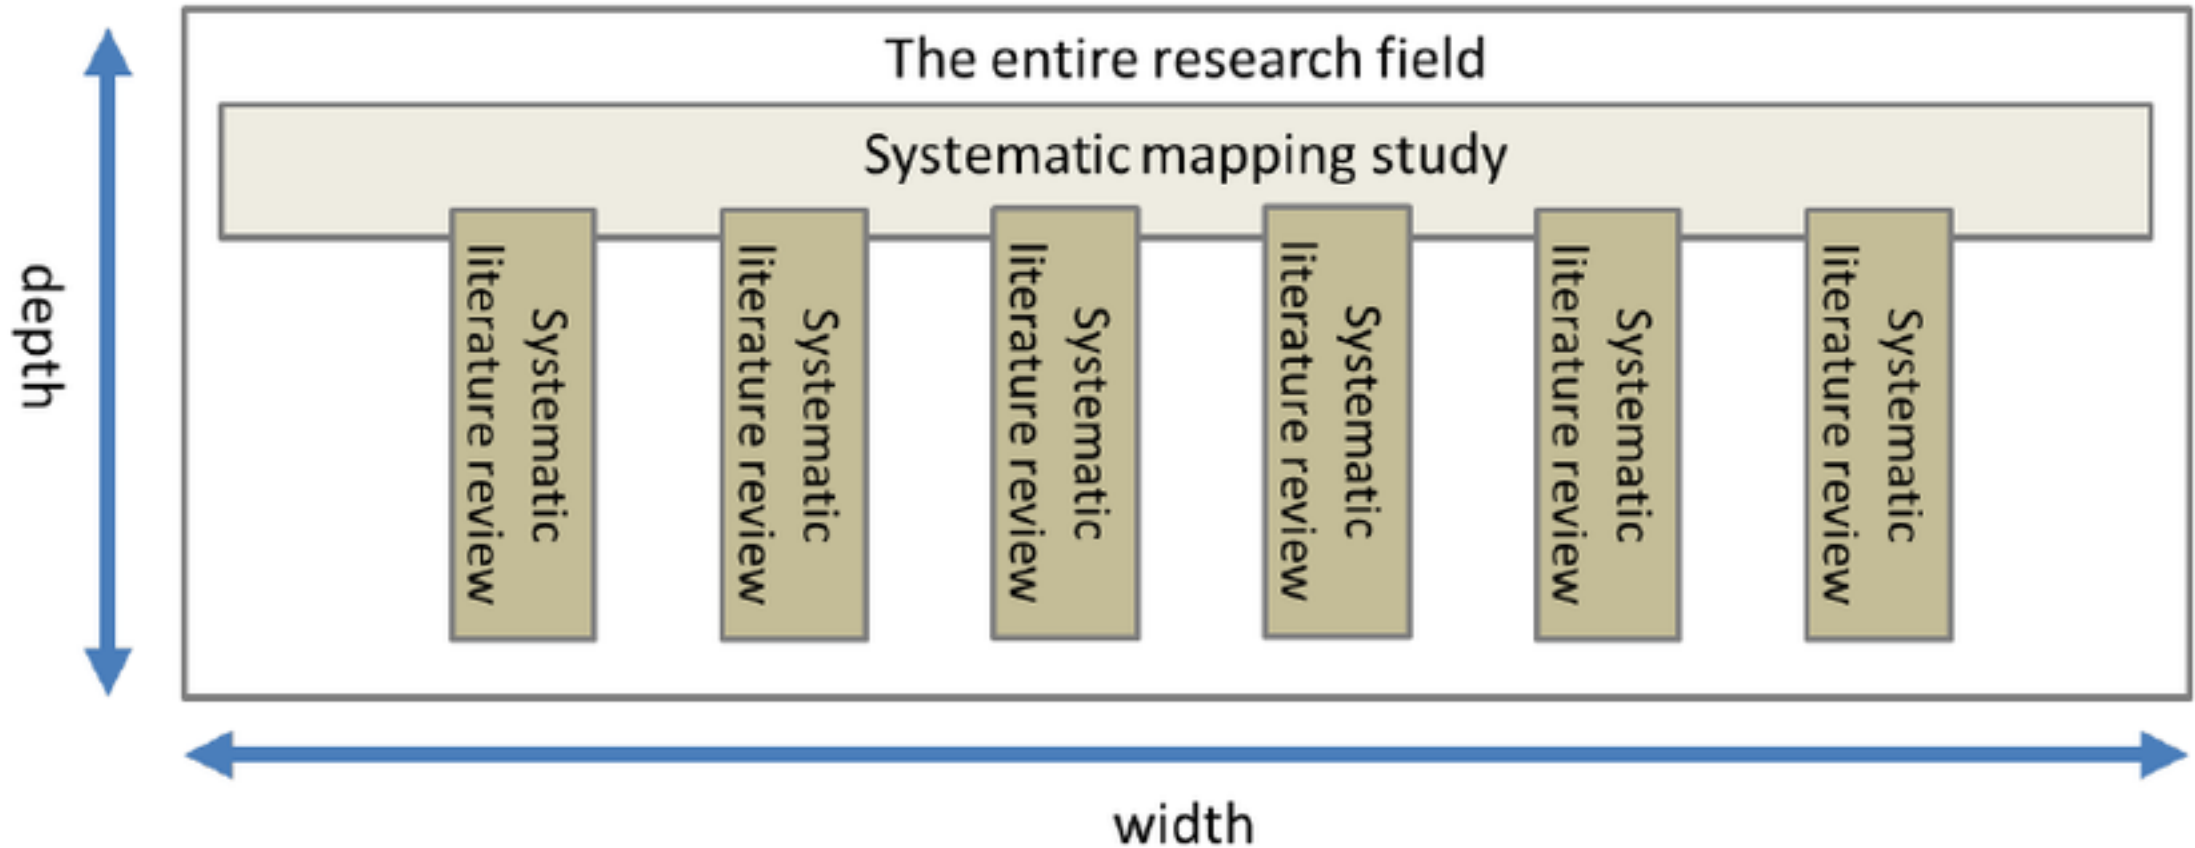 The entire research field
Systematic mapping study
Systematic
literature review
Systematic
literature review
Systematic
literature review
Systematic
literature review
Systematic
literature review
Systematic
literature review
depth
width